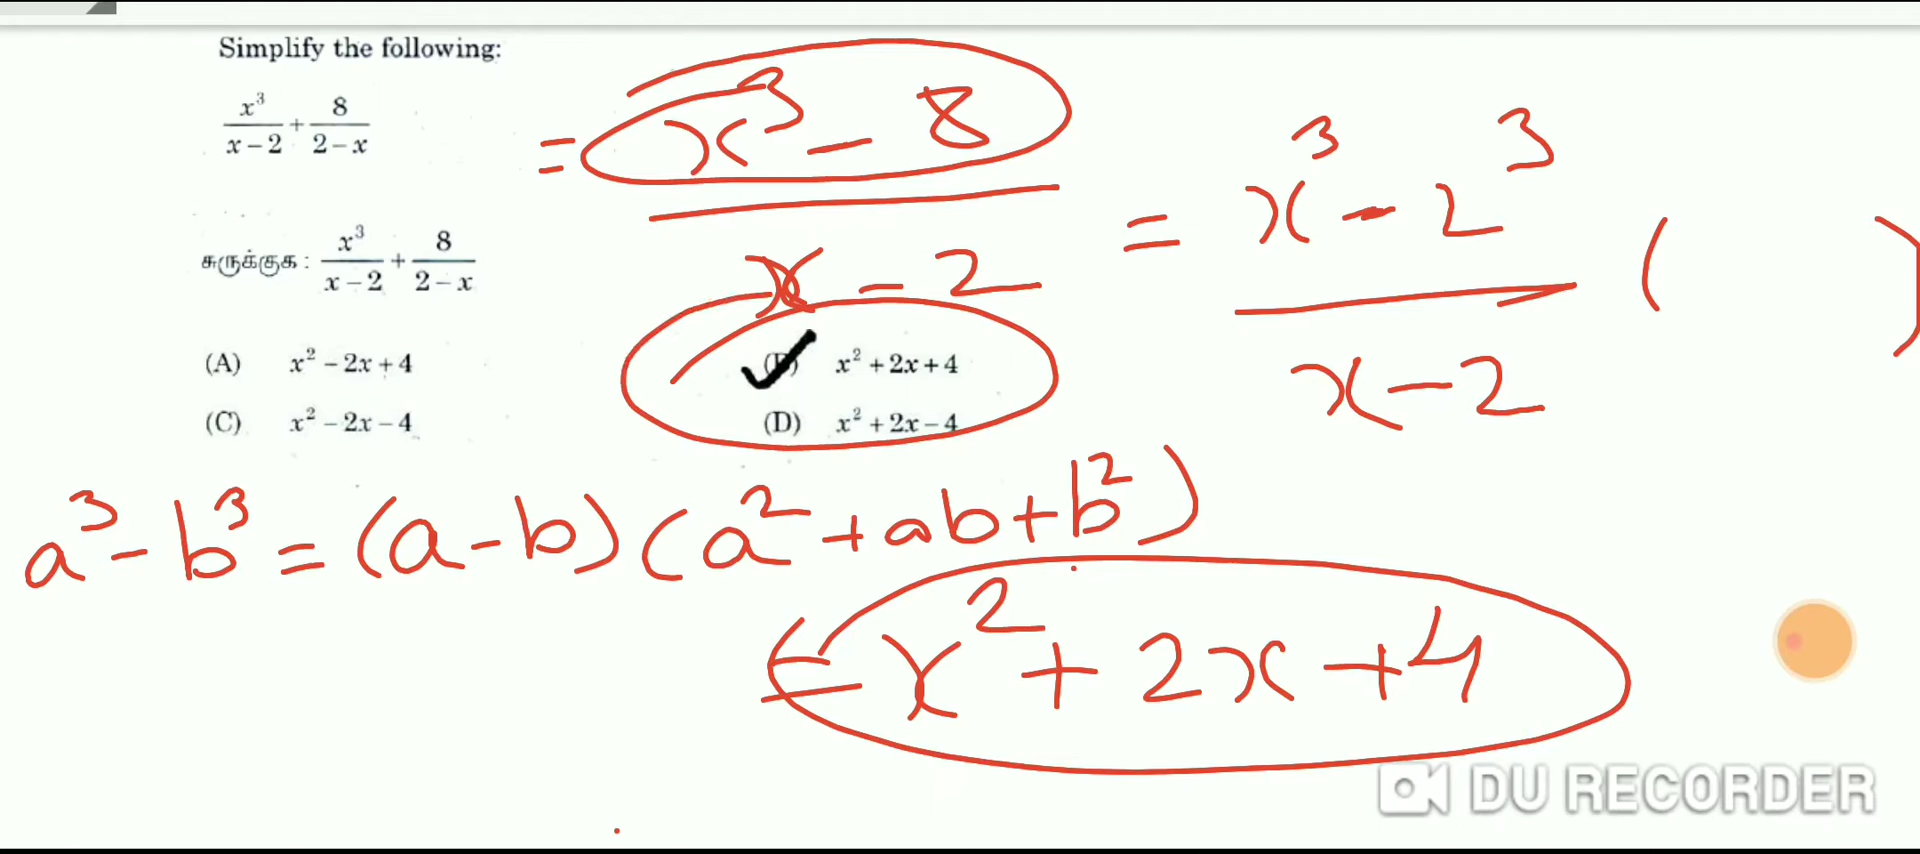 Simplify the following:
x³/(x – 2) + 8/(2 – x)
= (x³ – 8)/(x – 2) = (x³ – 2³)/(x – 2) ( )
சுருக்குக : x³/(x – 2) + 8/(2 – x)
(A) x² – 2x + 4
(B) x² + 2x + 4
(C) x² – 2x – 4
(D) x² + 2x – 4
a³ – b³ = (a – b) (a² + ab + b²)
= x² + 2x + 4
DU RECORDER